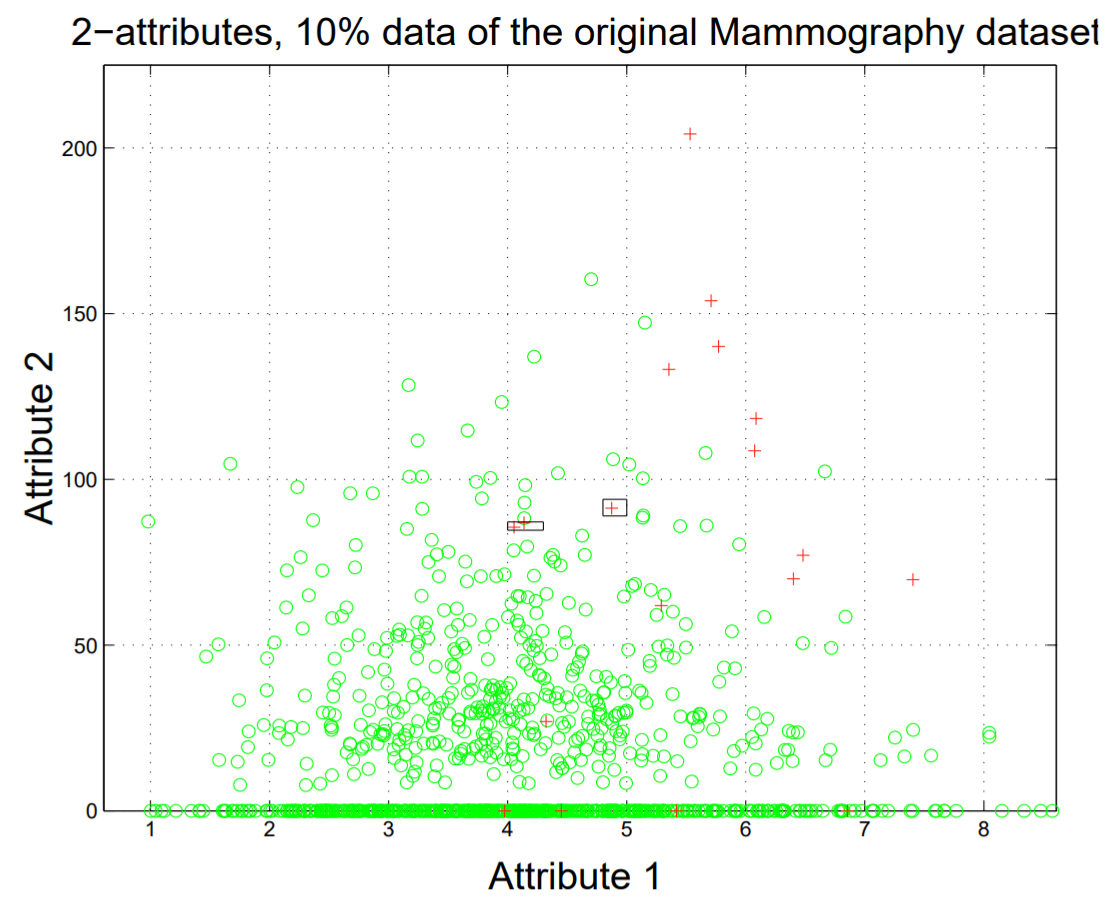 2−attributes, 10% data of the original Mammography dataset
200
150
100
50
0
Attribute 2
1 2 3 4 5 6 7 8
Attribute 1